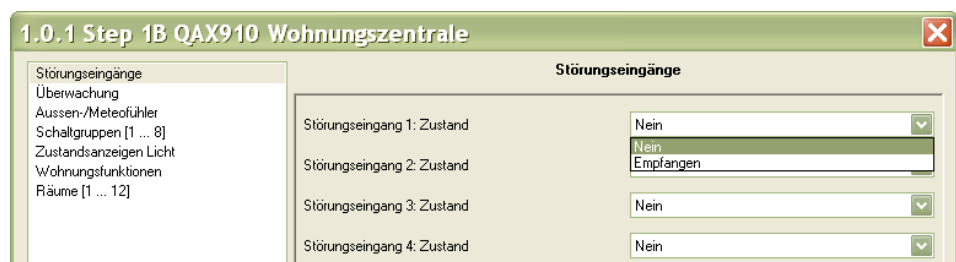 1.0.1 Step 1B QAX910 Wohnungszentrale
Störungseingänge
Überwachung
Aussen-/Meteofühler
Schaltgruppen [1 ... 8]
Zustandsanzeigen Licht
Wohnungsfunktionen
Räume [1 ... 12]
Störungseingänge
Störungseingang 1: Zustand
Nein
Nein
Empfangen
Störungseingang 2: Zustand
Störungseingang 3: Zustand
Nein
Störungseingang 4: Zustand
Nein